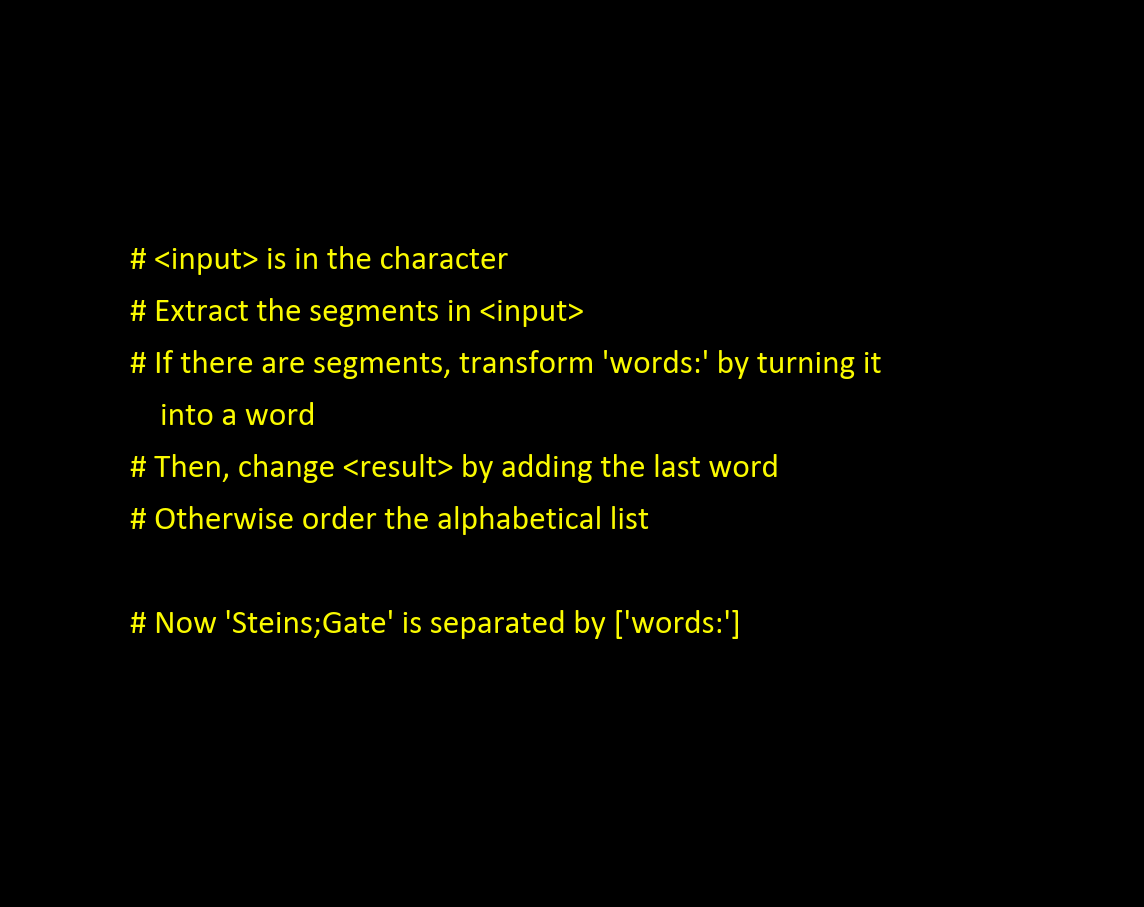 # <input> is in the character
# Extract the segments in <input>
# If there are segments, transform 'words:' by turning it
into a word
# Then, change <result> by adding the last word
# Otherwise order the alphabetical list
# Now 'Steins;Gate' is separated by ['words:']